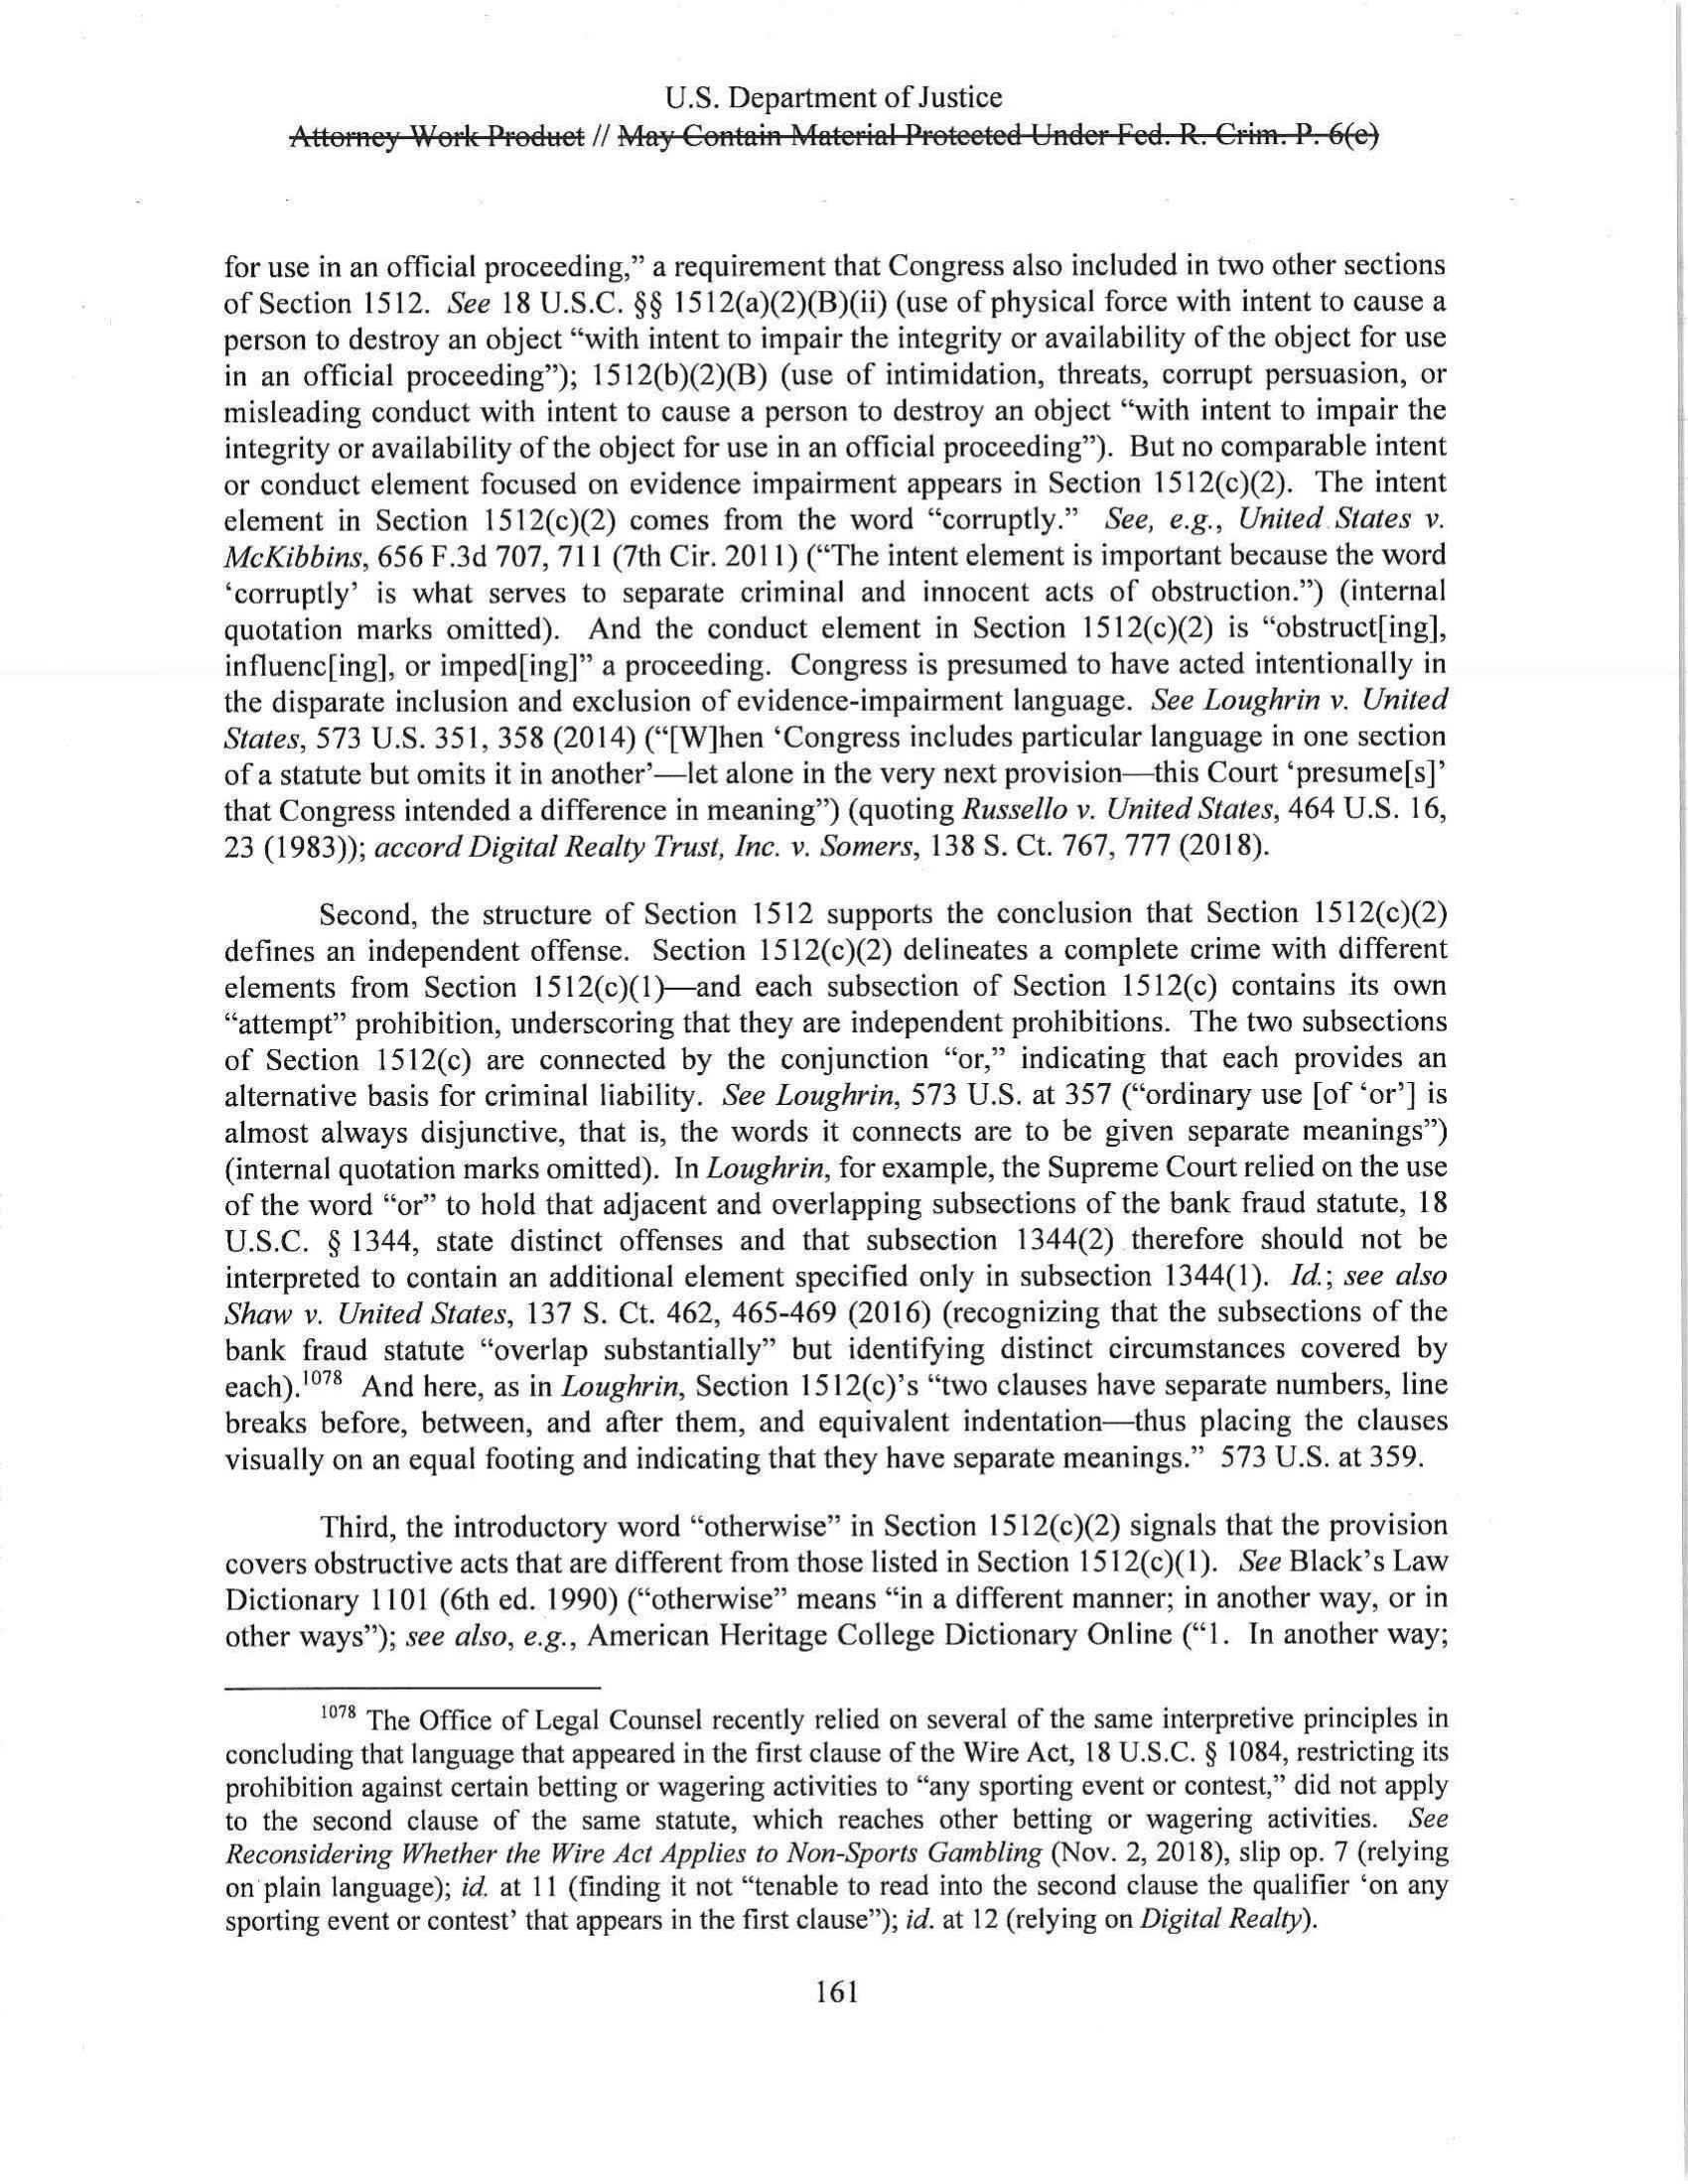 U.S. Department of Justice
Attorney Work Product // May Contain Material Protected Under Fed. R. Crim. P. 6(e)
for use in an official proceeding,” a requirement that Congress also included in two other sections
of Section 1512. See 18 U.S.C. §§ 1512(a)(2)(B)(ii) (use of physical force with intent to cause a
person to destroy an object “with intent to impair the integrity or availability of the object for use
in an official proceeding”); 1512(b)(2)(B) (use of intimidation, threats, corrupt persuasion, or
misleading conduct with intent to cause a person to destroy an object “with intent to impair the
integrity or availability of the object for use in an official proceeding”). But no comparable intent
or conduct element focused on evidence impairment appears in Section 1512(c)(2). The intent
element in Section 1512(c)(2) comes from the word “corruptly.” See, e.g., United States v.
McKibbins, 656 F.3d 707, 711 (7th Cir. 2011) (“The intent element is important because the word
‘corruptly’ is what serves to separate criminal and innocent acts of obstruction.”) (internal
quotation marks omitted). And the conduct element in Section 1512(c)(2) is “obstruct[ing],
influenc[ing], or imped[ing]” a proceeding. Congress is presumed to have acted intentionally in
the disparate inclusion and exclusion of evidence-impairment language. See Loughrin v. United
States, 573 U.S. 351, 358 (2014) (“[W]hen ‘Congress includes particular language in one section
of a statute but omits it in another’—let alone in the very next provision—this Court ‘presume[s]’
that Congress intended a difference in meaning”) (quoting Russello v. United States, 464 U.S. 16,
23 (1983)); accord Digital Realty Trust, Inc. v. Somers, 138 S. Ct. 767, 777 (2018).
Second, the structure of Section 1512 supports the conclusion that Section 1512(c)(2)
defines an independent offense. Section 1512(c)(2) delineates a complete crime with different
elements from Section 1512(c)(1)—and each subsection of Section 1512(c) contains its own
“attempt” prohibition, underscoring that they are independent prohibitions. The two subsections
of Section 1512(c) are connected by the conjunction “or,” indicating that each provides an
alternative basis for criminal liability. See Loughrin, 573 U.S. at 357 (“ordinary use [of ‘or’] is
almost always disjunctive, that is, the words it connects are to be given separate meanings”)
(internal quotation marks omitted). In Loughrin, for example, the Supreme Court relied on the use
of the word “or” to hold that adjacent and overlapping subsections of the bank fraud statute, 18
U.S.C. § 1344, state distinct offenses and that subsection 1344(2) therefore should not be
interpreted to contain an additional element specified only in subsection 1344(1). Id.; see also
Shaw v. United States, 137 S. Ct. 462, 465-469 (2016) (recognizing that the subsections of the
bank fraud statute “overlap substantially” but identifying distinct circumstances covered by
each).1078 And here, as in Loughrin, Section 1512(c)’s “two clauses have separate numbers, line
breaks before, between, and after them, and equivalent indentation—thus placing the clauses
visually on an equal footing and indicating that they have separate meanings.” 573 U.S. at 359.
Third, the introductory word “otherwise” in Section 1512(c)(2) signals that the provision
covers obstructive acts that are different from those listed in Section 1512(c)(1). See Black’s Law
Dictionary 1101 (6th ed. 1990) (“otherwise” means “in a different manner; in another way, or in
other ways”); see also, e.g., American Heritage College Dictionary Online (“1. In another way;
1078 The Office of Legal Counsel recently relied on several of the same interpretive principles in
concluding that language that appeared in the first clause of the Wire Act, 18 U.S.C. § 1084, restricting its
prohibition against certain betting or wagering activities to “any sporting event or contest,” did not apply
to the second clause of the same statute, which reaches other betting or wagering activities. See
Reconsidering Whether the Wire Act Applies to Non-Sports Gambling (Nov. 2, 2018), slip op. 7 (relying
on plain language); id. at 11 (finding it not “tenable to read into the second clause the qualifier ‘on any
sporting event or contest’ that appears in the first clause”); id. at 12 (relying on Digital Realty).
161